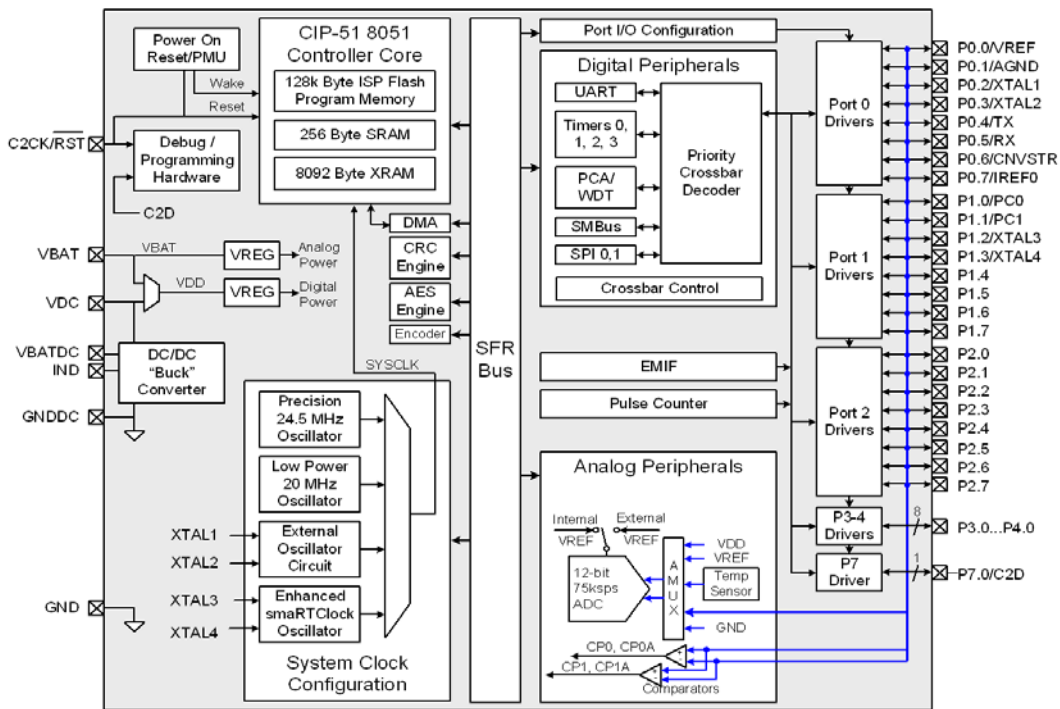 Power On
Reset/PMU
Wake
Reset
C2CK/RST
Debug /
Programming
Hardware
C2D
CIP-51 8051
Controller Core
128k Byte ISP Flash
Program Memory
256 Byte SRAM
8092 Byte XRAM
VBAT
VBAT
VREG
Analog
Power
VDC
VDD
VREG
Digital
Power
VBATDC
IND
DC/DC
“Buck”
Converter
GNDDC
GND
DMA
CRC
Engine
AES
Engine
Encoder
SYSCLK
Precision
24.5 MHz
Oscillator
Low Power
20 MHz
Oscillator
XTAL1
XTAL2
External
Oscillator
Circuit
XTAL3
XTAL4
Enhanced
smaRTClock
Oscillator
System Clock
Configuration
SFR
Bus
Port I/O Configuration
Digital Peripherals
UART
Timers 0,
1, 2, 3
PCA/
WDT
SMBus
SPI 0,1
Priority
Crossbar
Decoder
Crossbar Control
EMIF
Pulse Counter
Analog Peripherals
Internal
VREF
External
VREF
12-bit
75ksps
ADC
AMUX
VDD
VREF
Temp
Sensor
GND
CP0, CP0A
CP1, CP1A
+
-
+
-
Comparators
Port 0
Drivers
Port 1
Drivers
Port 2
Drivers
P3-4
Drivers
P7
Driver
P0.0/VREF
P0.1/AGND
P0.2/XTAL1
P0.3/XTAL2
P0.4/TX
P0.5/RX
P0.6/CNVSTR
P0.7/IREF0
P1.0/PC0
P1.1/PC1
P1.2/XTAL3
P1.3/XTAL4
P1.4
P1.5
P1.6
P1.7
P2.0
P2.1
P2.2
P2.3
P2.4
P2.5
P2.6
P2.7
8
P3.0...P4.0
1
P7.0/C2D